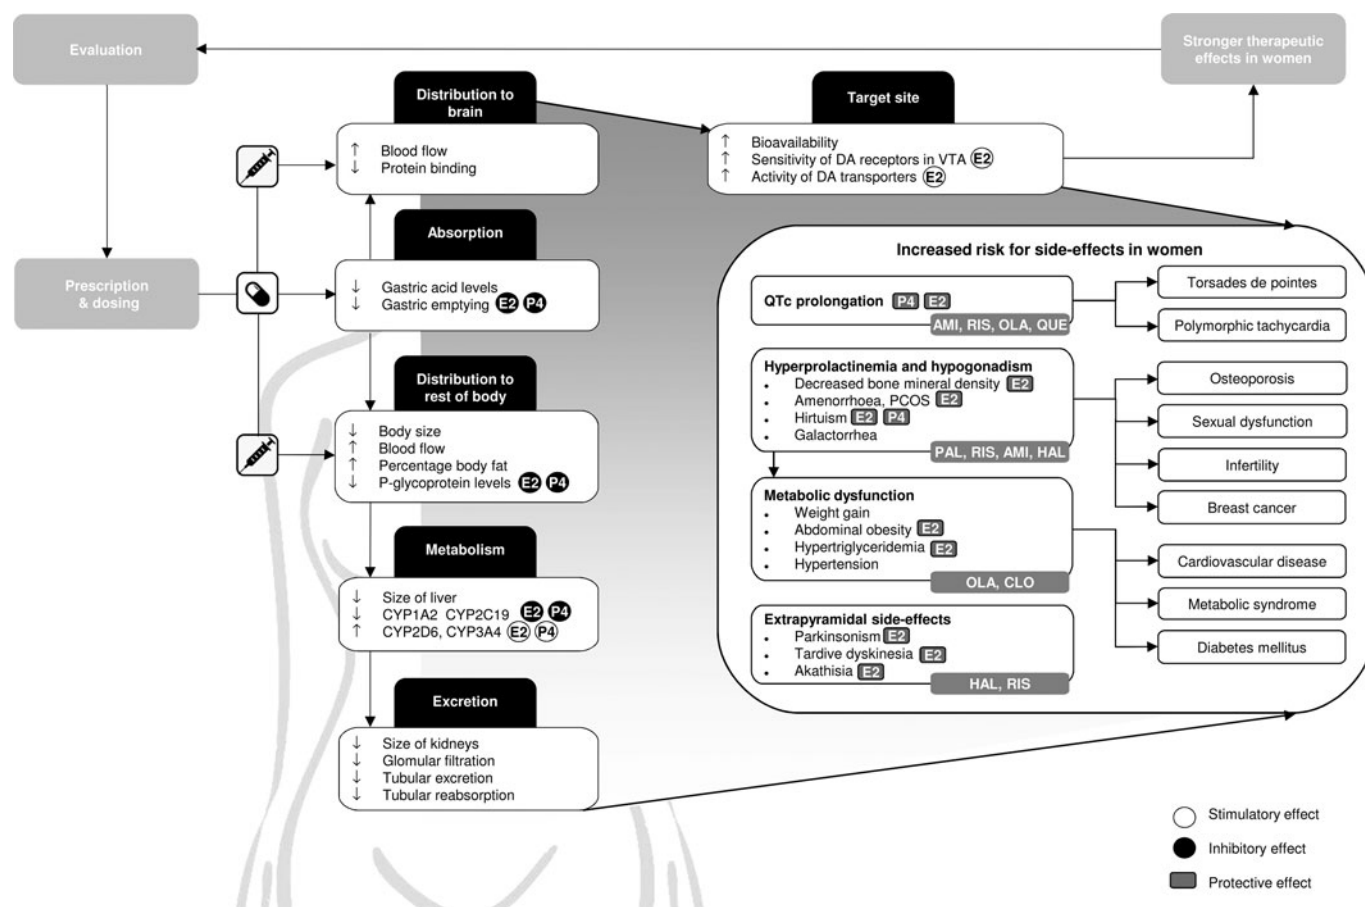 Evaluation
Stronger therapeutic
effects in women
Distribution to
brain
↑ Blood flow
↓ Protein binding
Target site
↑ Bioavailability
↑ Sensitivity of DA receptors in VTA E2
↑ Activity of DA transporters E2
Prescription
& dosing
Absorption
↓ Gastric acid levels
↓ Gastric emptying E2 P4
Distribution to
rest of body
↓ Body size
↑ Blood flow
↑ Percentage body fat
↓ P-glycoprotein levels E2 P4
Metabolism
↓ Size of liver
↓ CYP1A2 CYP2C19 E2 P4
↑ CYP2D6, CYP3A4 E2 P4
Excretion
↓ Size of kidneys
↓ Glomular filtration
↓ Tubular excretion
↓ Tubular reabsorption
Increased risk for side-effects in women
QTc prolongation P4 E2
AMI, RIS, OLA, QUE
Torsades de pointes
Polymorphic tachycardia
Hyperprolactinemia and hypogonadism
• Decreased bone mineral density E2
• Amenorrhoea, PCOS E2
• Hirtuism E2 P4
• Galactorrhea
PAL, RIS, AMI, HAL
Osteoporosis
Sexual dysfunction
Infertility
Breast cancer
Metabolic dysfunction
• Weight gain
• Abdominal obesity E2
• Hypertriglyceridemia E2
• Hypertension
OLA, CLO
Cardiovascular disease
Metabolic syndrome
Diabetes mellitus
Extrapyramidal side-effects
• Parkinsonism E2
• Tardive dyskinesia E2
• Akathisia E2
HAL, RIS
Stimulatory effect
Inhibitory effect
Protective effect